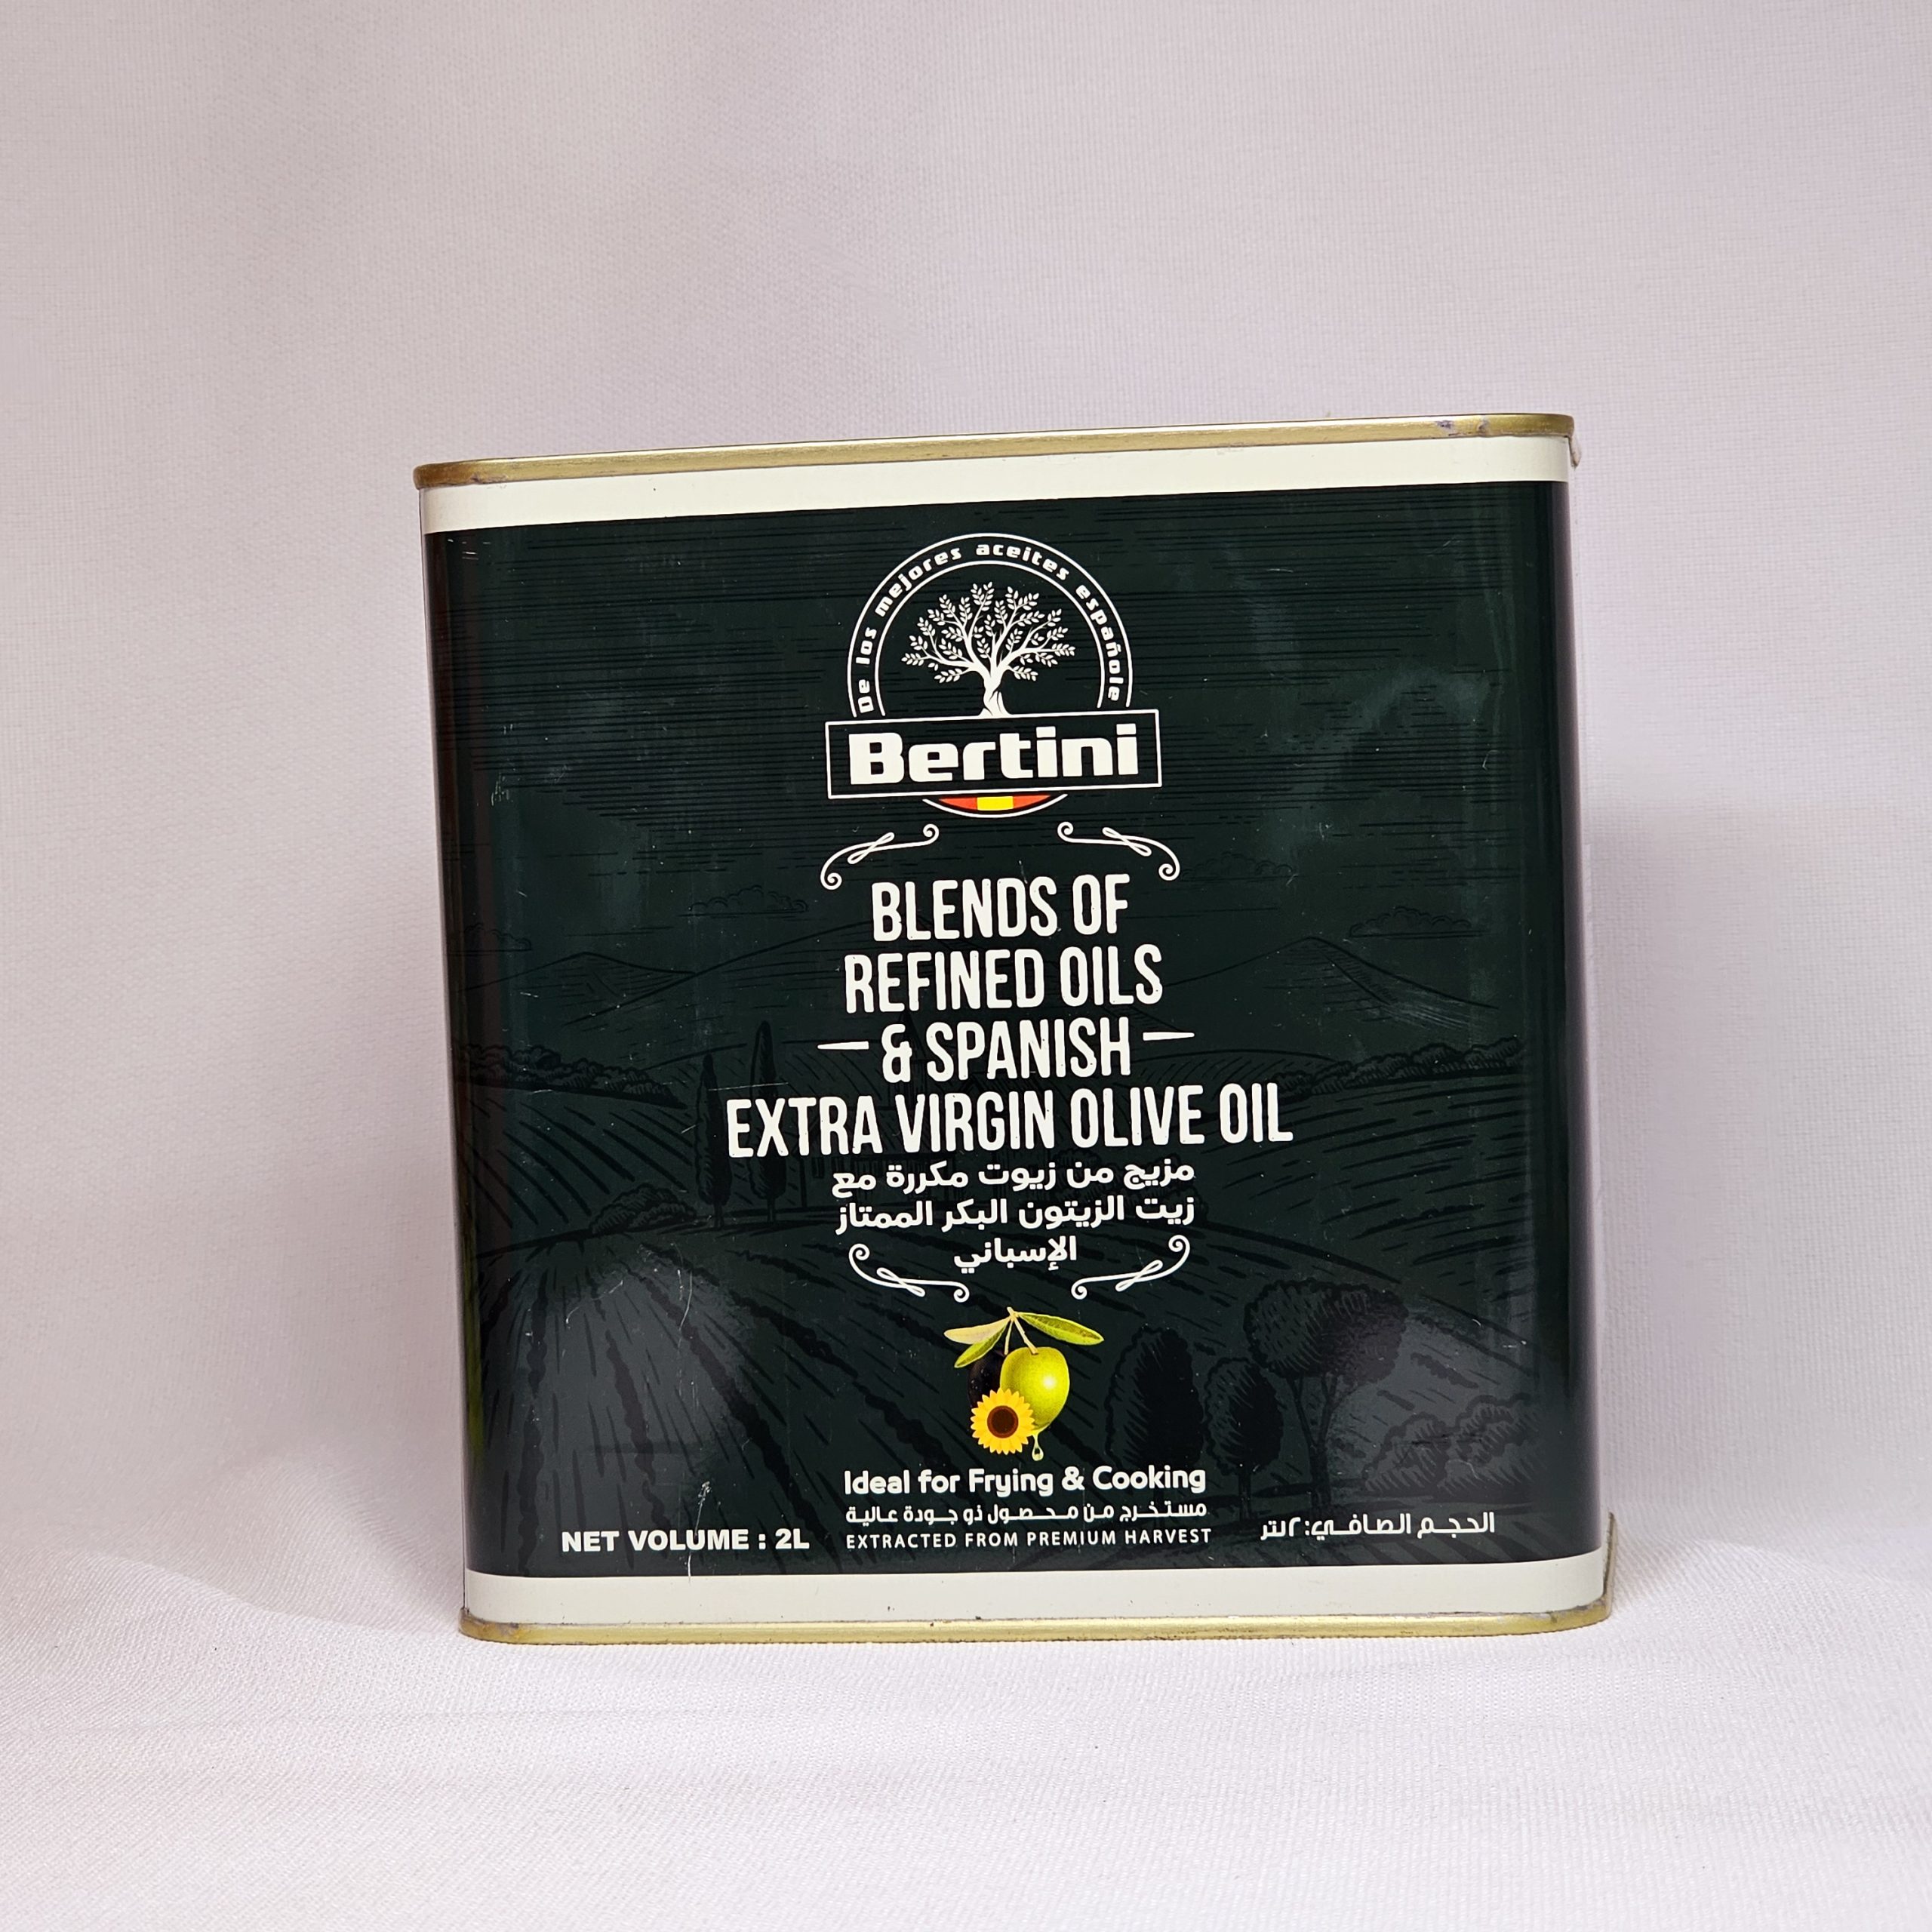 De los mejores aceites españole
Bertini
BLENDS OF
REFINED OILS
& SPANISH
EXTRA VIRGIN OLIVE OIL
مزيج من زيوت مكررة مع
زيت الزيتون البكر الممتاز
الإسباني
Ideal for Frying & Cooking
مستخرج من محصول ذو جودة عالية
EXTRACTED FROM PREMIUM HARVEST
NET VOLUME : 2L
الحجم الصافي: ٢لتر